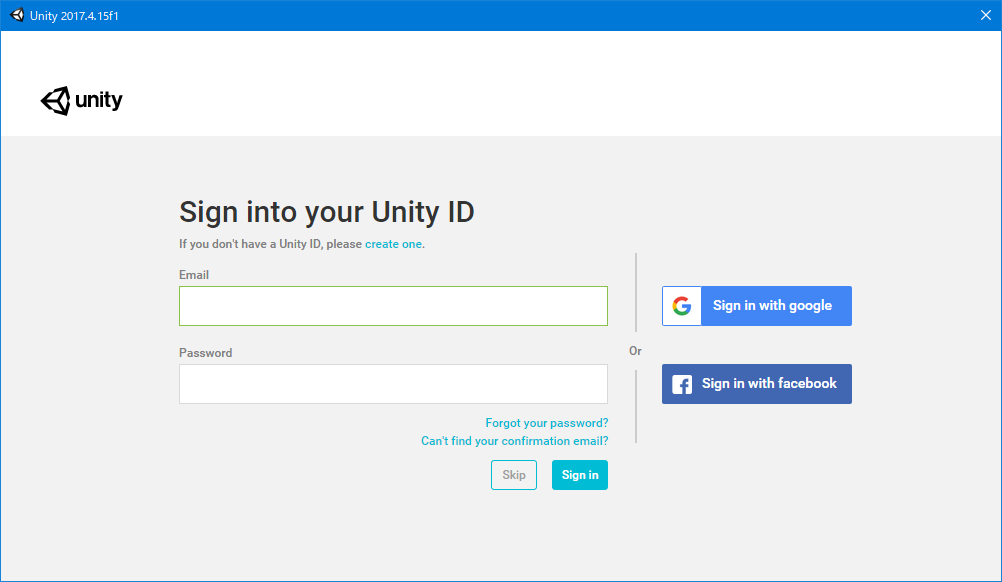 Unity 2017.4.15f1
unity
Sign into your Unity ID
If you don't have a Unity ID, please create one.
Email
Password
Forgot your password?
Can't find your confirmation email?
Skip
Sign in
Or
Sign in with google
Sign in with facebook